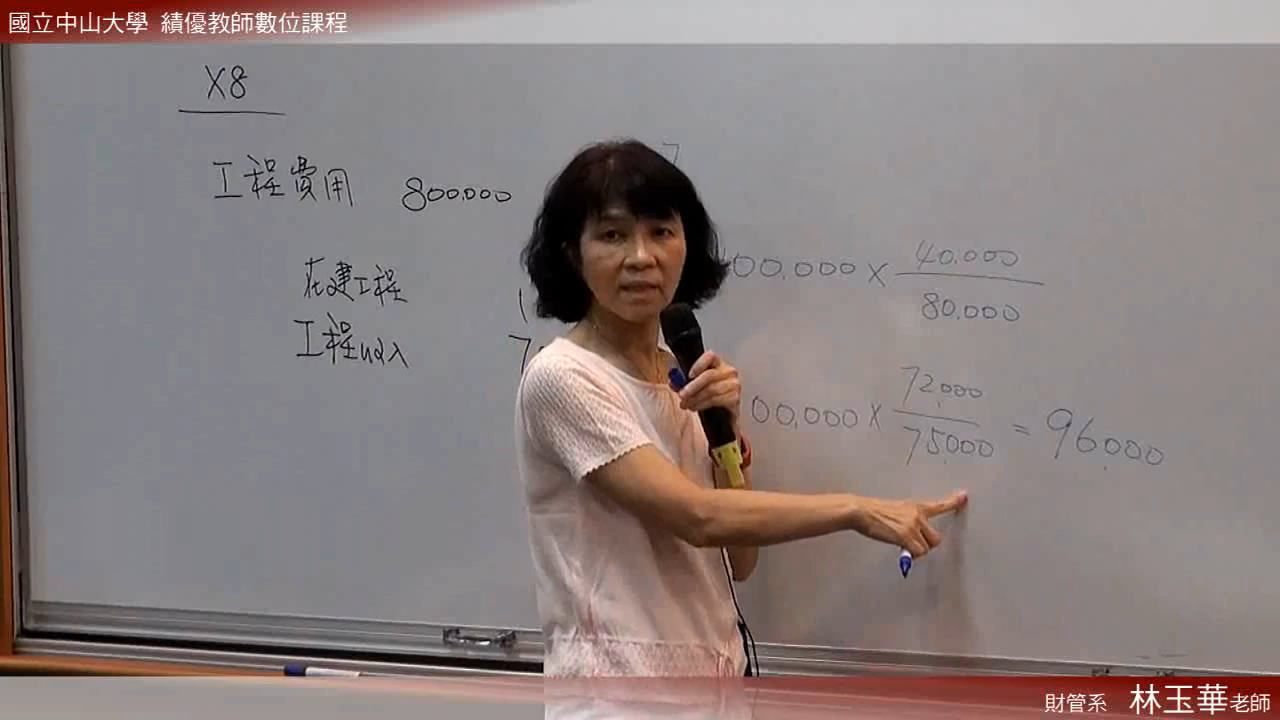 國立中山大學 績優教師數位課程
X8
工程費用 800,000
在建工程
工程收入 7
00,000 × 40,000 / 80,000
00,000 × 72,000 / 75,000 = 96,000
財管系 林玉華老師